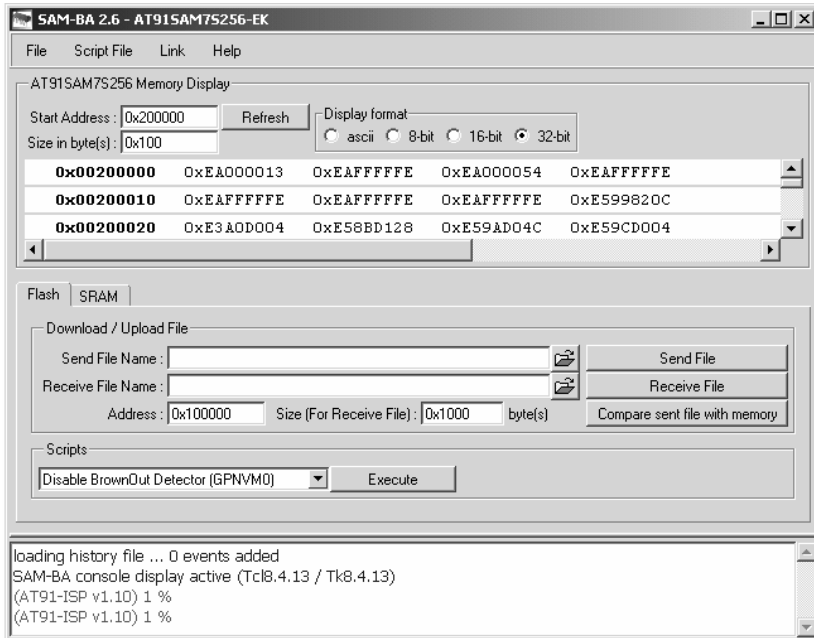 SAM-BA 2.6 - AT91SAM7S256-EK
File Script File Link Help
AT91SAM7S256 Memory Display
Start Address : 0x200000 Refresh Display format
Size in byte(s) : 0x100 ascii 8-bit 16-bit 32-bit
0x00200000 0xEA000013 0xEAFFFFFE 0xEA000054 0xEAFFFFFE
0x00200010 0xEAFFFFFE 0xEAFFFFFE 0xEAFFFFFE 0xE599820C
0x00200020 0xE3A0D004 0xE58BD128 0xE59AD04C 0xE59CD004
Flash SRAM
Download / Upload File
Send File Name : Send File
Receive File Name : Receive File
Address : 0x100000 Size (For Receive File) : 0x1000 byte(s) Compare sent file with memory
Scripts
Disable BrownOut Detector (GPNVM0) Execute
loading history file ... 0 events added
SAM-BA console display active (Tcl8.4.13 / Tk8.4.13)
(AT91-ISP v1.10) 1 %
(AT91-ISP v1.10) 1 %